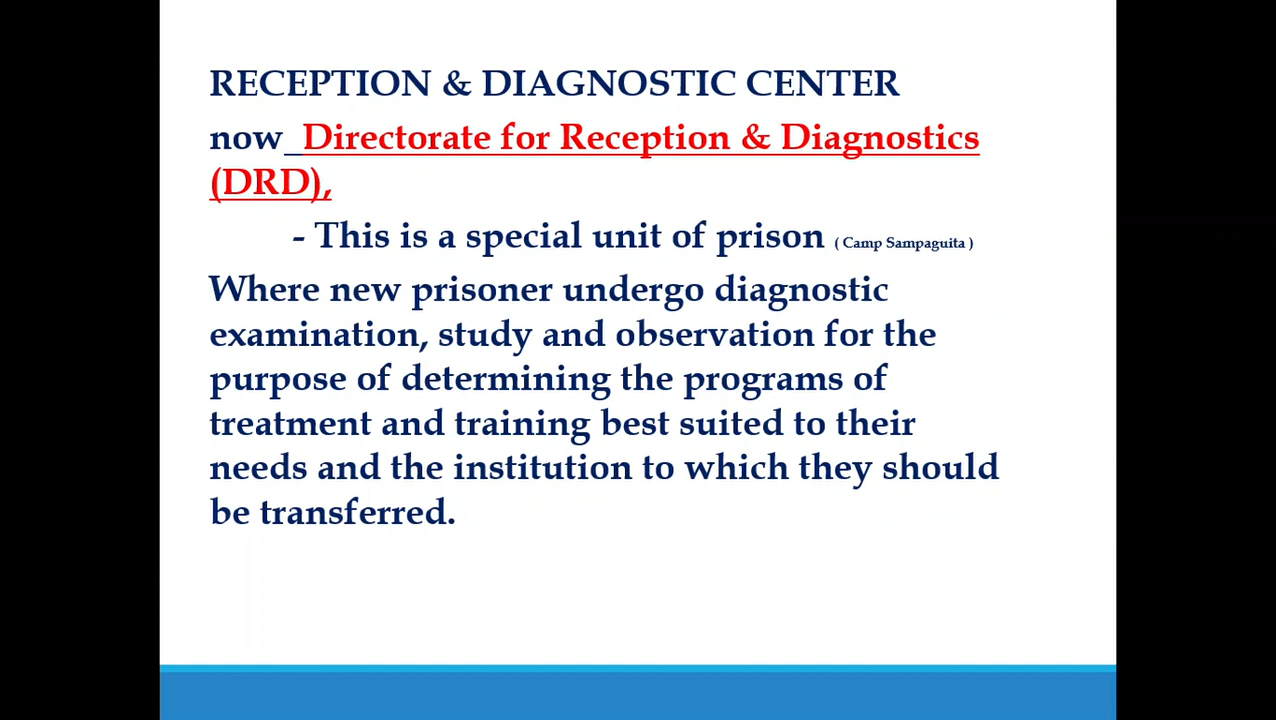 RECEPTION & DIAGNOSTIC CENTER
now Directorate for Reception & Diagnostics
(DRD),
- This is a special unit of prison ( Camp Sampaguita )
Where new prisoner undergo diagnostic
examination, study and observation for the
purpose of determining the programs of
treatment and training best suited to their
needs and the institution to which they should
be transferred.